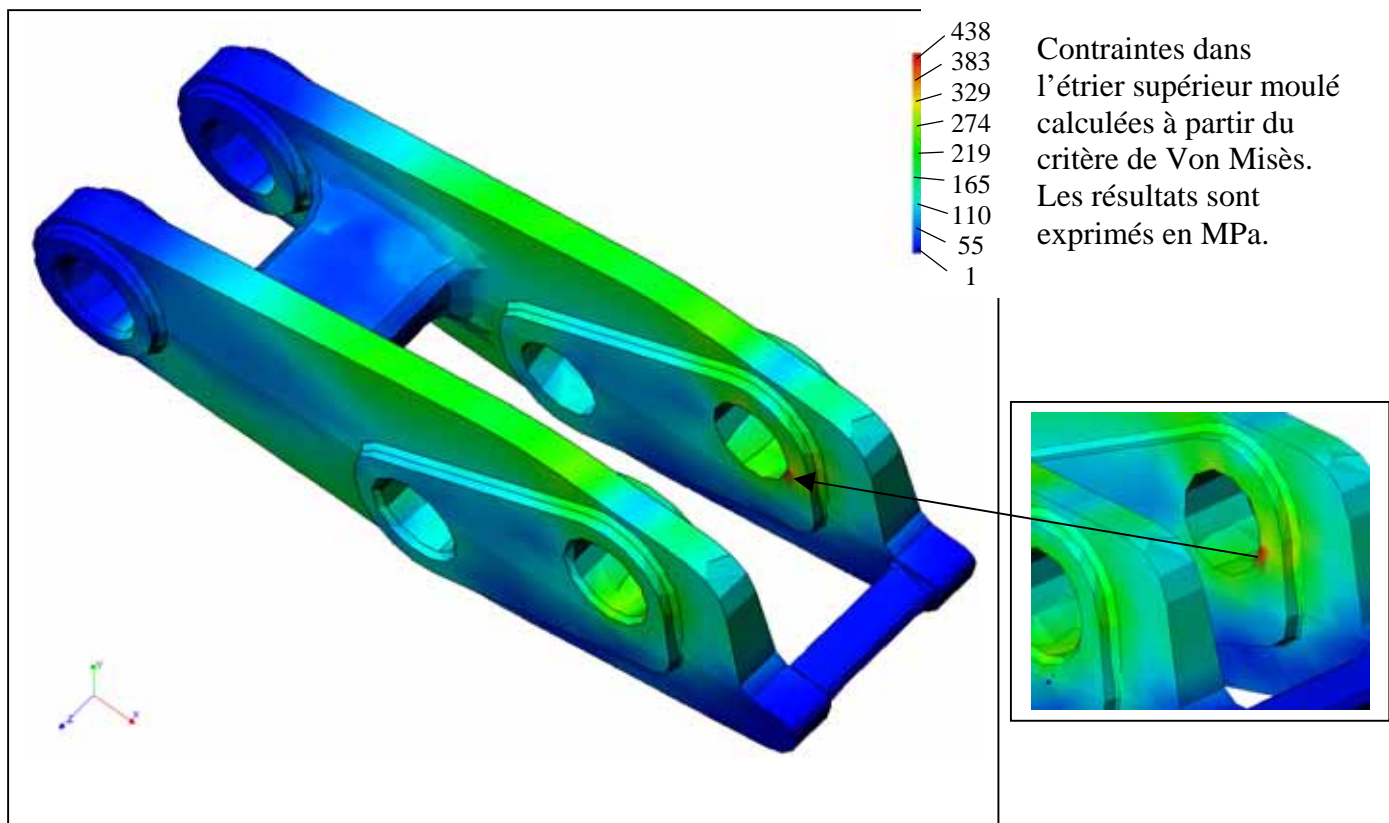 438
383
329
274
219
165
110
55
1
Contraintes dans
l’étrier supérieur moulé
calculées à partir du
critère de Von Misès.
Les résultats sont
exprimés en MPa.
Y
Z
X